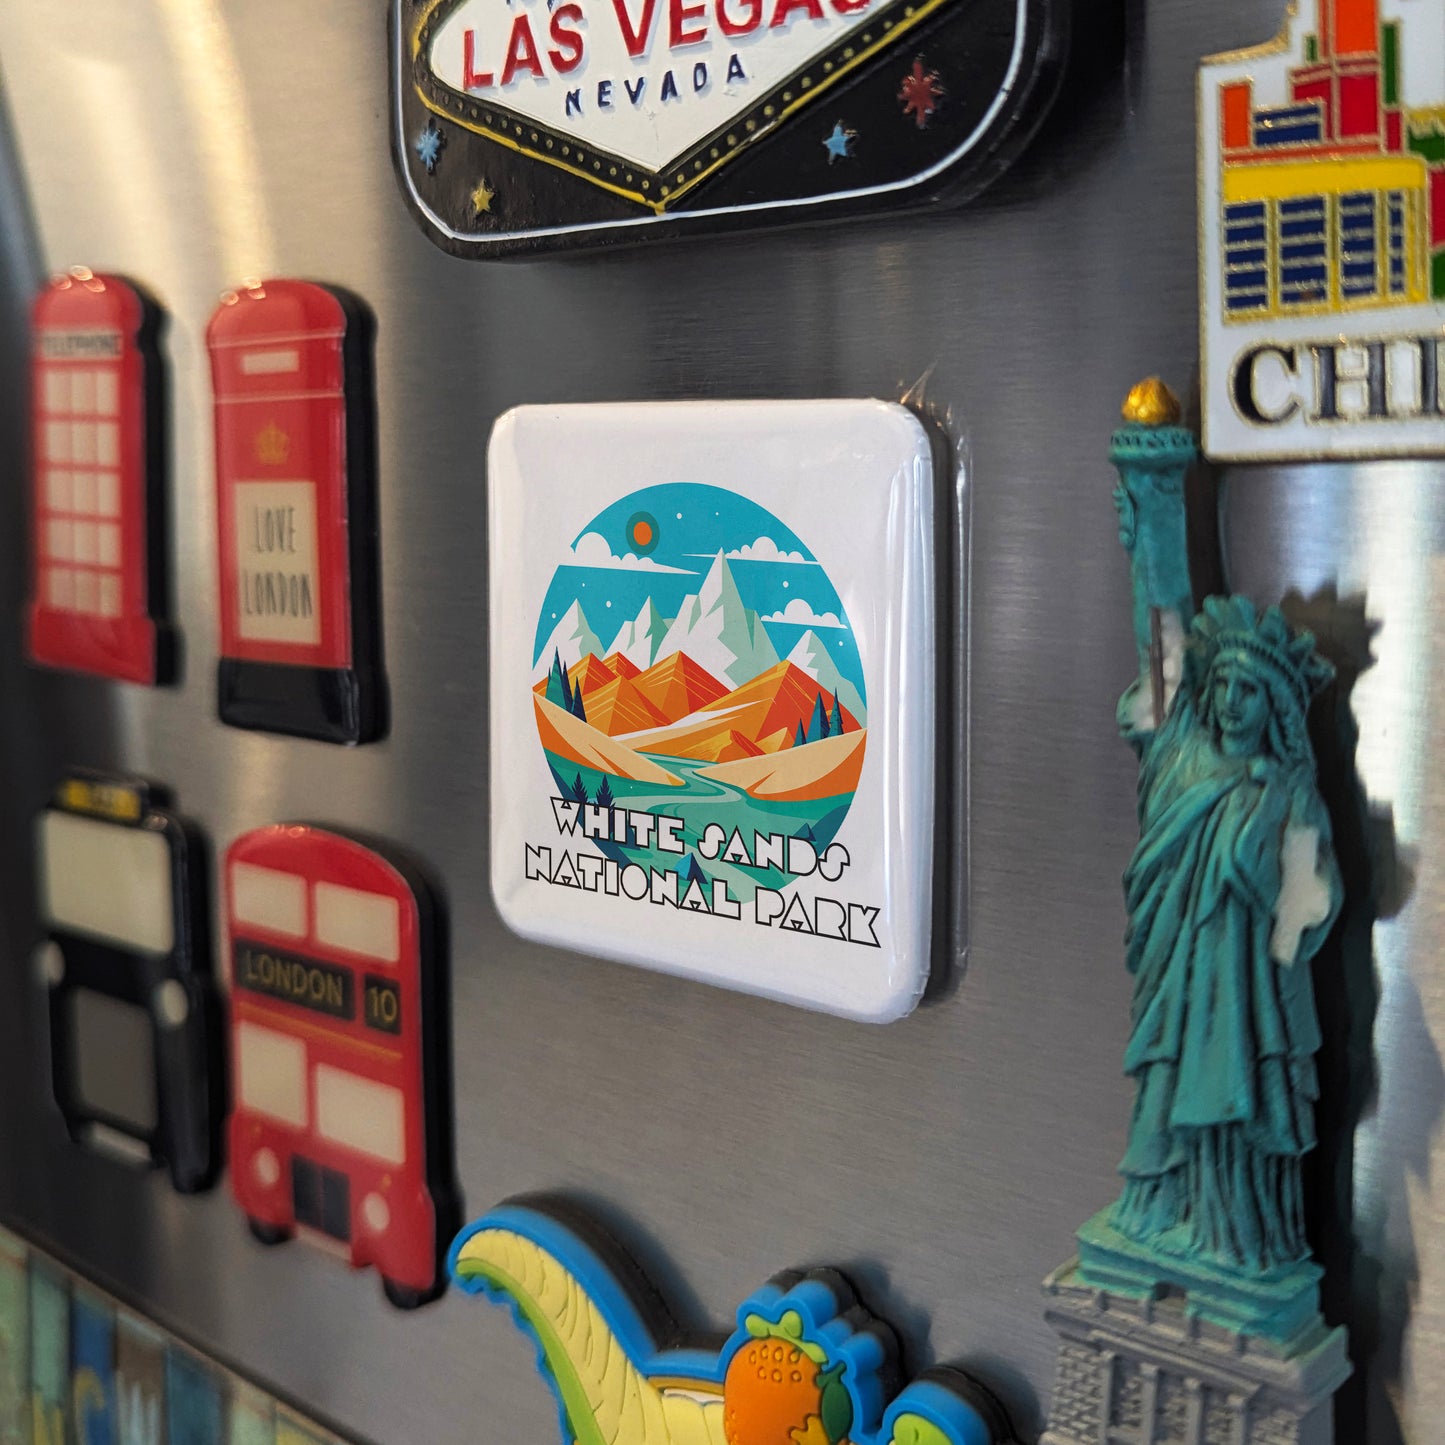 LAS VEGAS
NEVADA
TELEPHONE
LOVE
LONDON
CHI
WHITE SANDS
NATIONAL PARK
LONDON 10